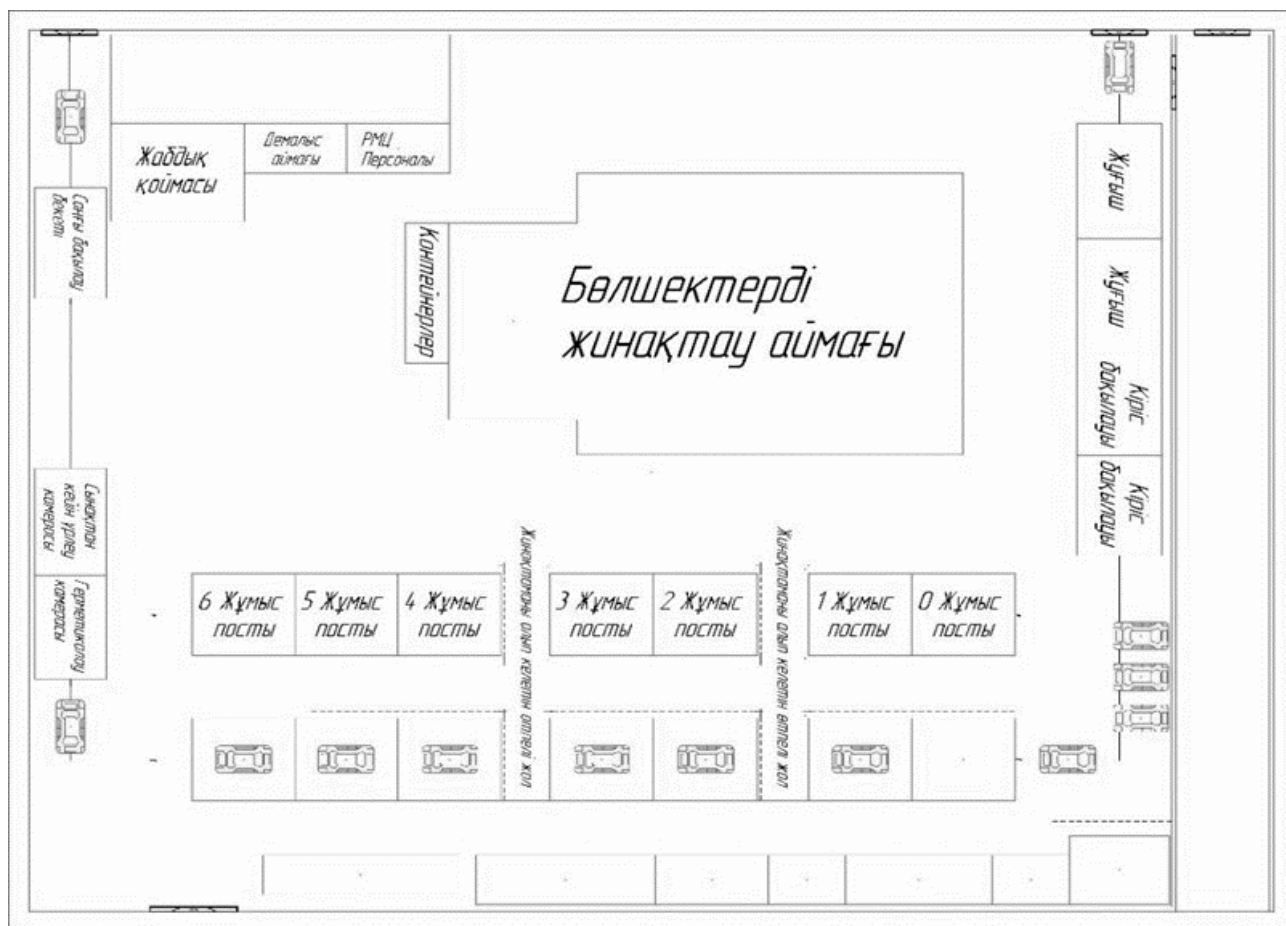 Жабдық
қоймасы
Демалыс
аймағы
РМЦ
Персоналы
Жуғыш
Соңғы бақылау
бекеті
Контейнерлер
Бөлшектерді
жинақтау аймағы
Жуғыш
Кіріс
бақылауы
Кіріс
бақылауы
Сынақтан
кейін үрлеу
камерасы
Герметикалау
камерасы
6 Жұмыс
посты
5 Жұмыс
посты
4 Жұмыс
посты
Жинақтаманы алып келетін өтпелі жол
3 Жұмыс
посты
2 Жұмыс
посты
Жинақтаманы алып келетін өтпелі жол
1 Жұмыс
посты
0 Жұмыс
посты